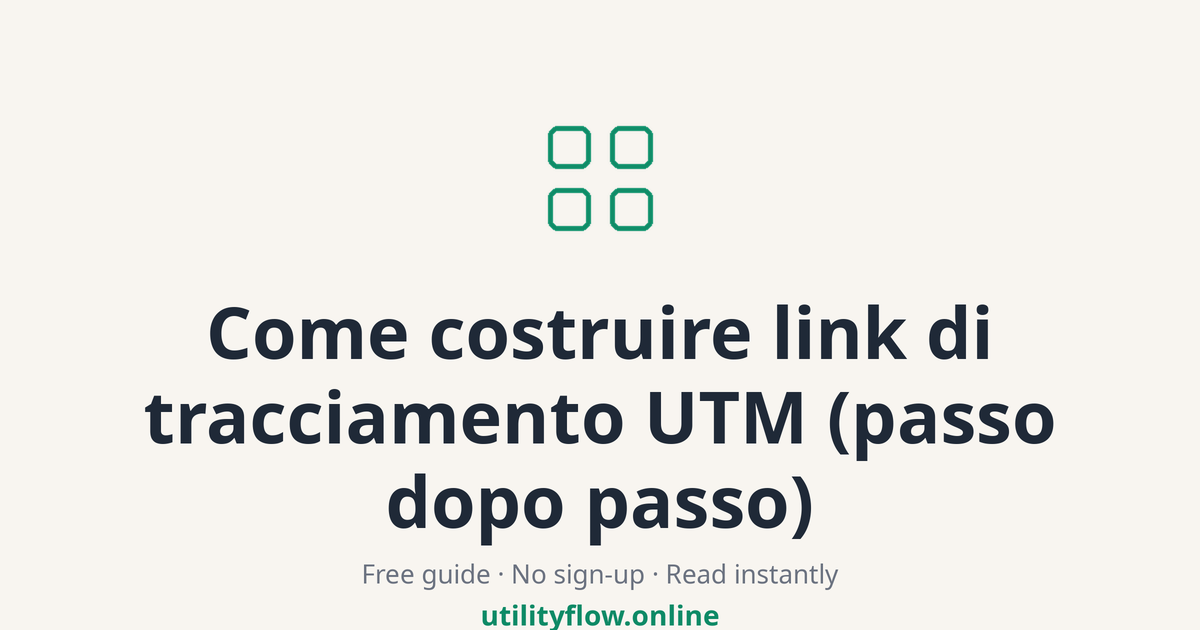 Come costruire link di
tracciamento UTM (passo
dopo passo)
Free guide · No sign-up · Read instantly
utilityflow.online